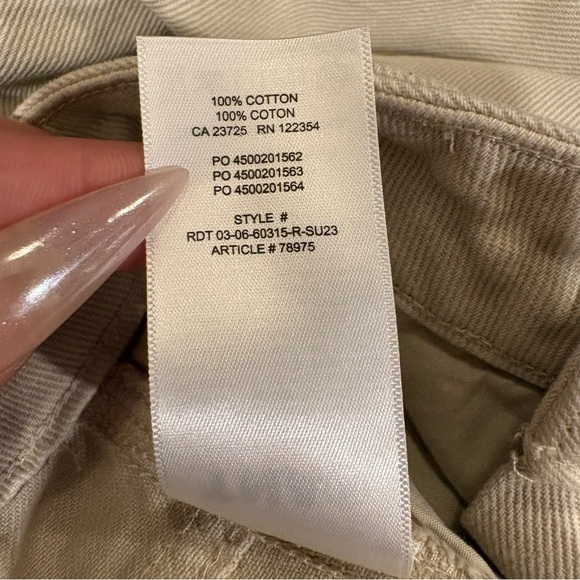 100% COTTON
100% COTON
CA 23725 RN 122354
PO 4500201562
PO 4500201563
PO 4500201564
STYLE #
RDT 03-06-60315-R-SU23
ARTICLE # 78975